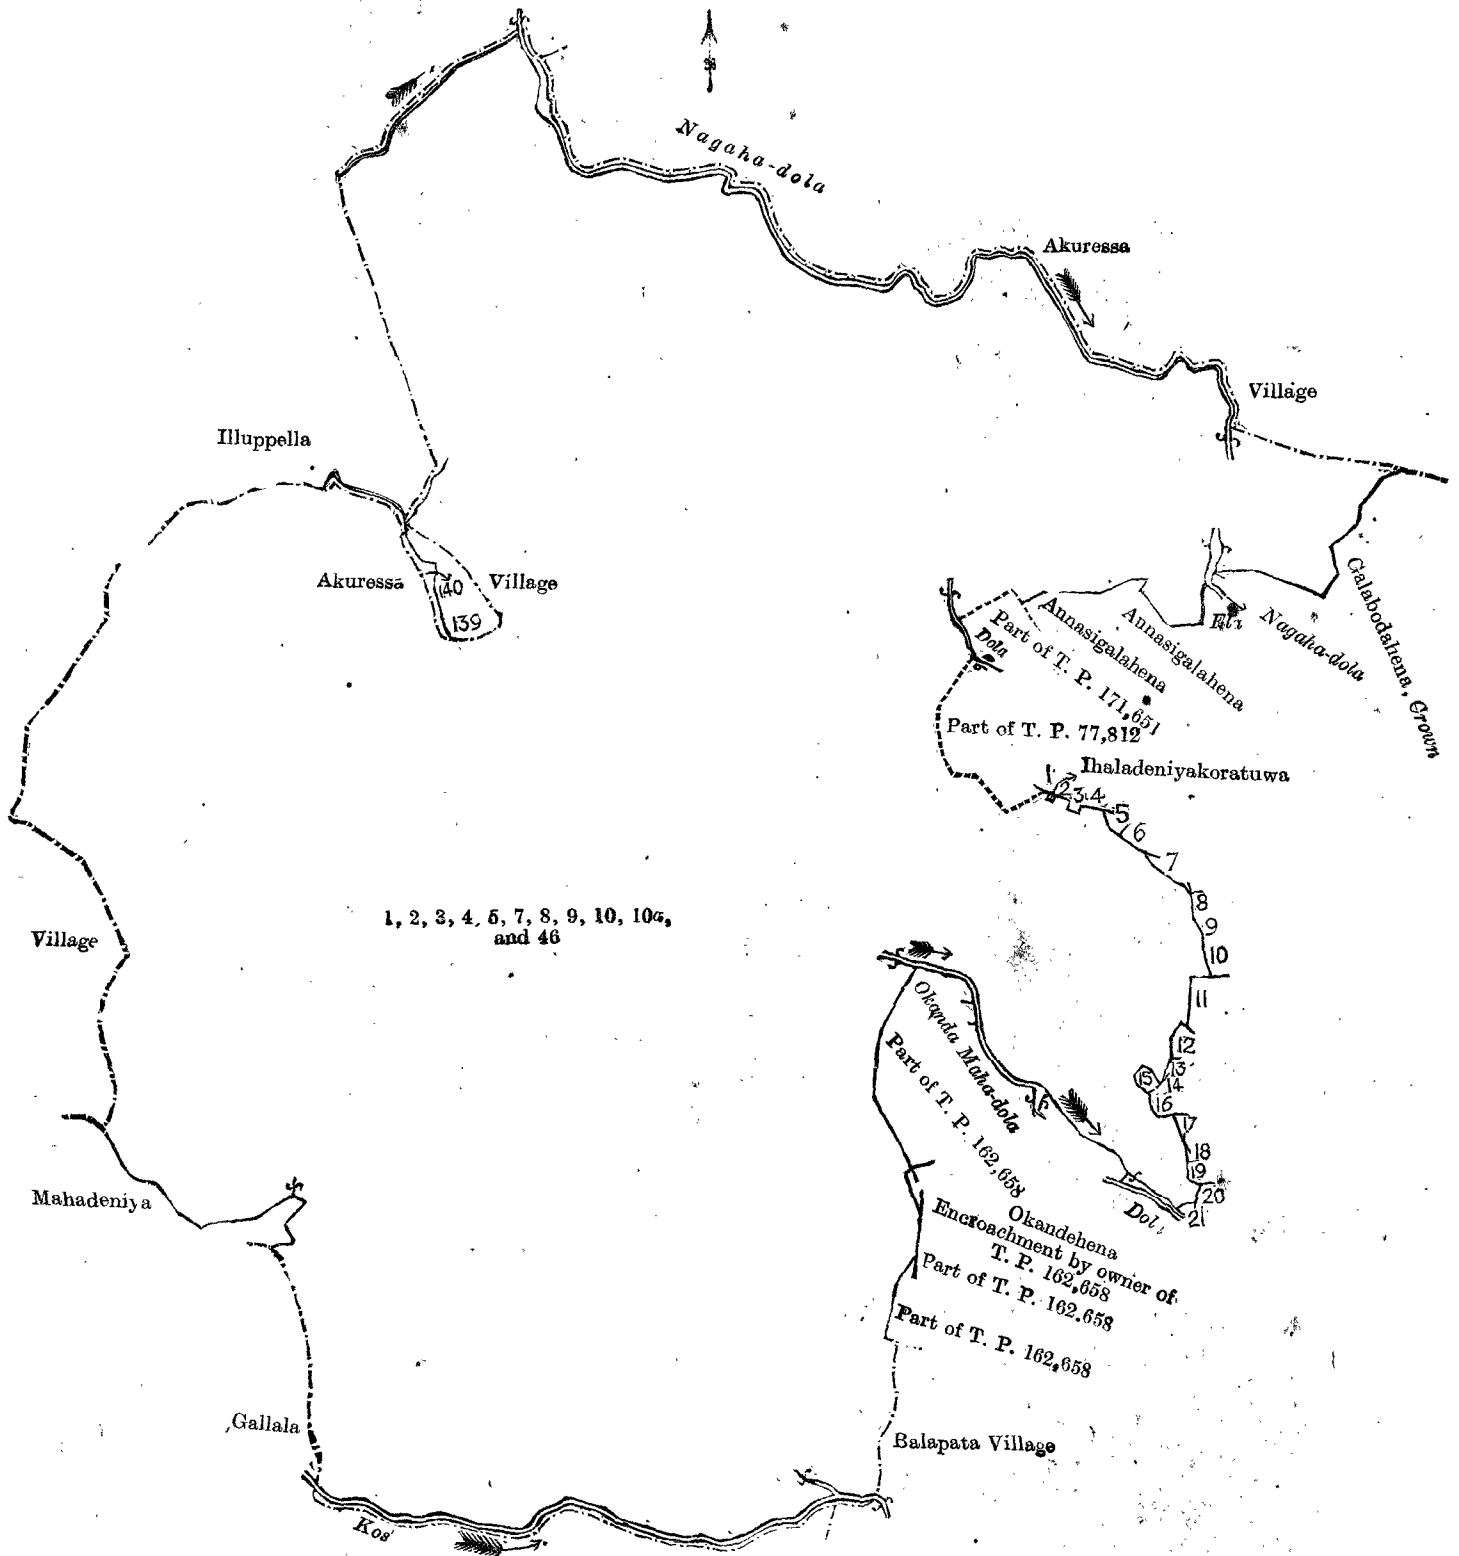 Nagaha-dola
Akuressa
Village
Illuppella
Akuressa
Village
140
139
Galabodahena, Crown
Nagaha-dola
Annasigalahena
Annasigalahena
Dola
Part of T. P. 171,651
Part of T. P. 77,812
Ihaladeniyakoratuwa
1
2
3
4
5
6
7
8
9
10
11
12
13
14
15
16
17
18
19
20
21
Village
1, 2, 3, 4, 5, 7, 8, 9, 10, 10a,
and 46
Okanda Maha-dola
Part of T. P. 162,658
Mahadeniya
Dola
Okandehena
Encroachment by owner of
T. P. 162,658
Part of T. P. 162.658
Part of T. P. 162,658
Gallala
Balapata Village
Kos